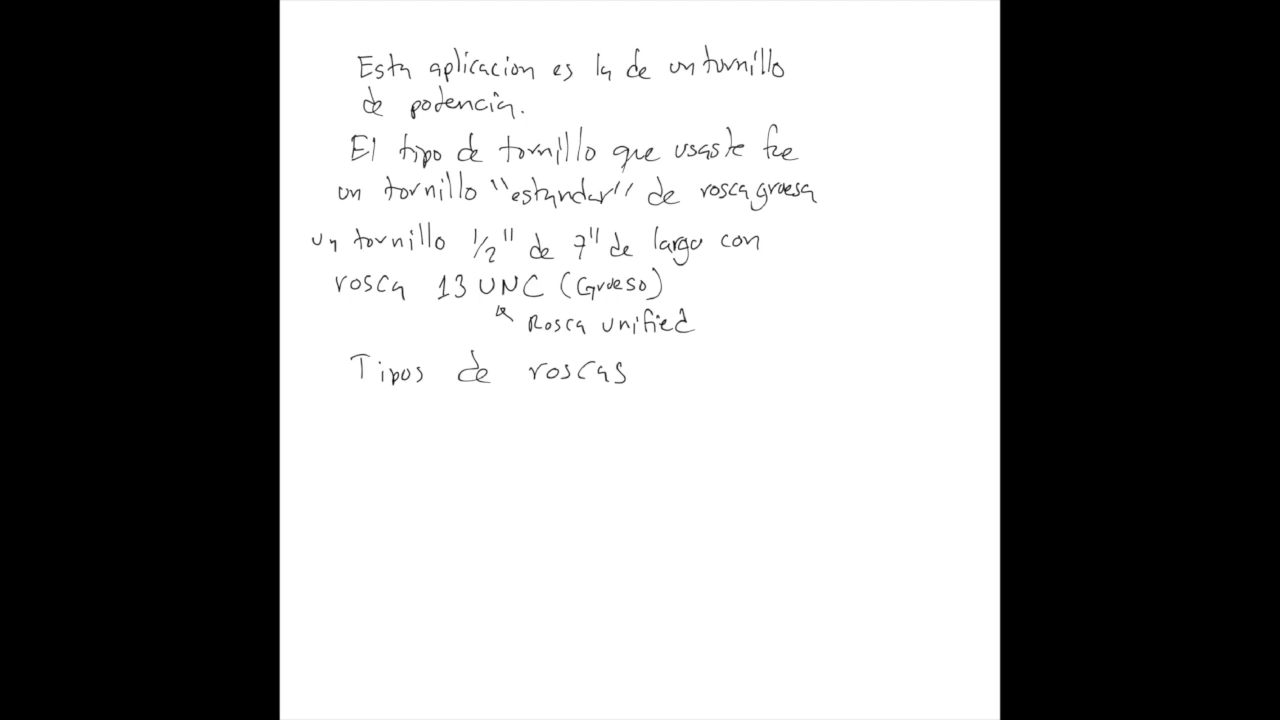 Esta aplicacion es la de un tornillo
de potencia.
El tipo de tornillo que usaste fue
un tornillo "estandar" de rosca gruesa
un tornillo 1/2" de 7" de largo con
rosca 13 UNC (Grueso)
Rosca unified
Tipos de roscas